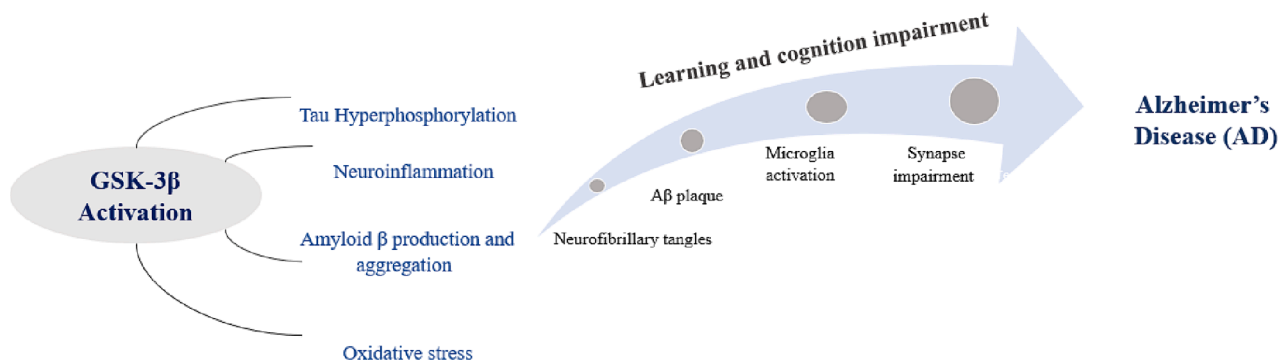 Learning and cognition impairment
Tau Hyperphosphorylation
Neuroinflammation
GSK-3β
Activation
Amyloid β production and
aggregation
Oxidative stress
Neurofibrillary tangles
Aβ plaque
Microglia
activation
Synapse
impairment
Alzheimer's
Disease (AD)